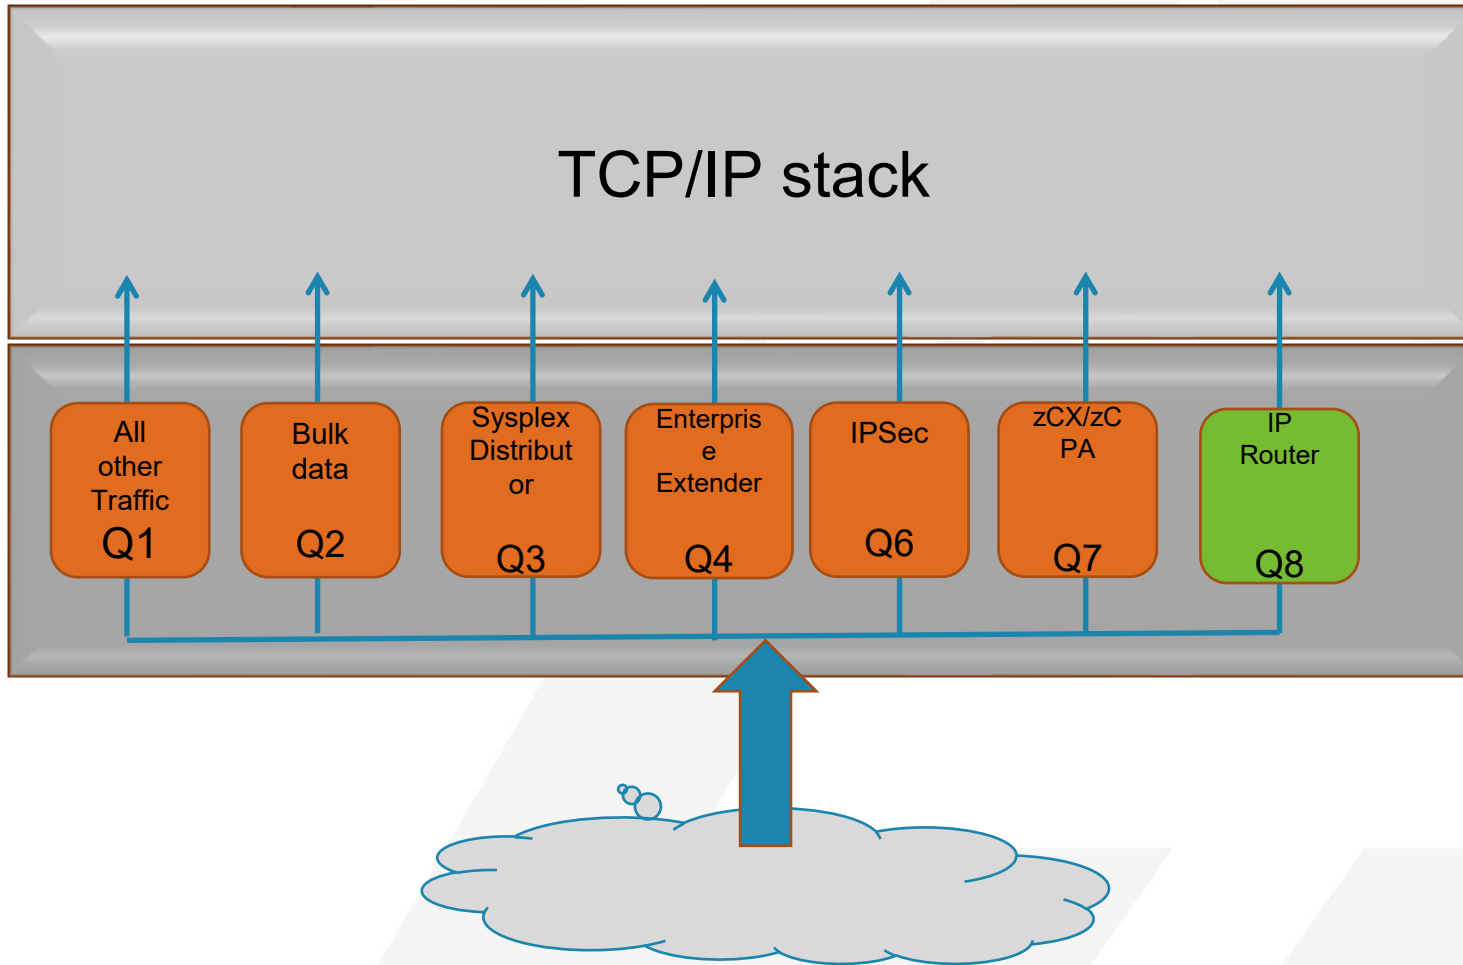 TCP/IP stack
All
other
Traffic
Q1
Bulk
data
Q2
Sysplex
Distribut
or
Q3
Enterpris
e
Extender
Q4
IPSec
Q6
zCX/zC
PA
Q7
IP
Router
Q8